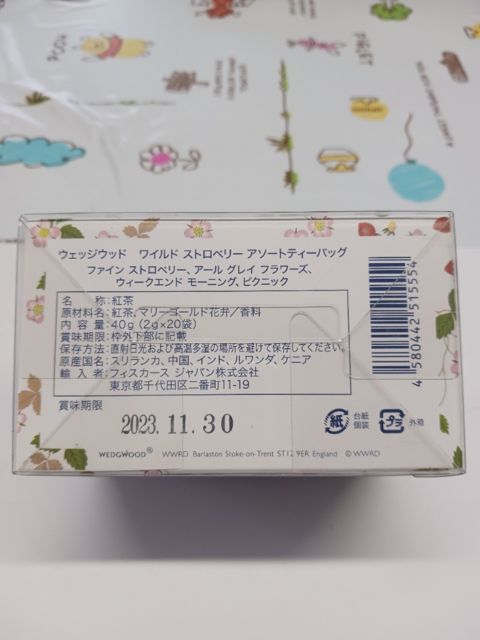 POOH
PIGLET
ウェッジウッド ワイルド ストロベリー アソートティーバッグ
ファイン ストロベリー、アール グレイ フラワーズ、
ウィークエンド モーニング、ピクニック
名 称:紅茶
原材料名:紅茶、マリーゴールド花弁／香料
内 容 量:40g (2g×20袋)
賞味期限:枠外下部に記載
保存方法:直射日光および高温多湿の場所を避けて保存してください。
原産国名:スリランカ、中国、インド、ルワンダ、ケニア
輸 入 者:フィスカース ジャパン株式会社
東京都千代田区二番町11-19
賞味期限
2023.11.30
紙 台紙 個装
プラ 外箱
WEDGWOOD® WWRD Barlaston Stoke-on-Trent ST12 9ER England © WWRD
4 580442 515554